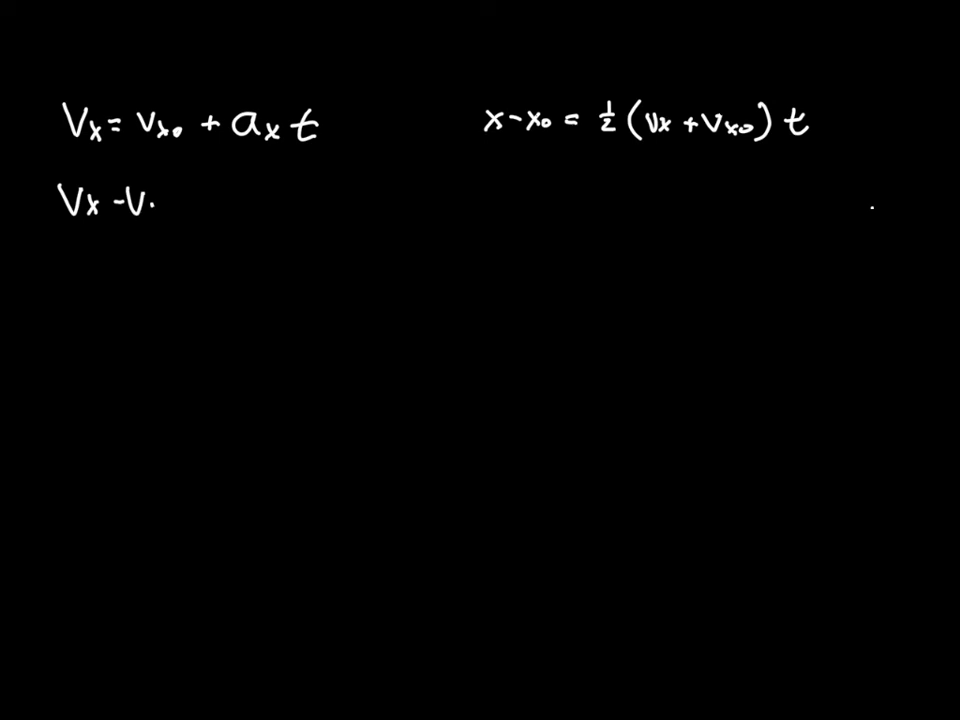 Vx = Vx0 + ax t
x - x0 = 1/2 (Vx + Vx0) t
Vx - V